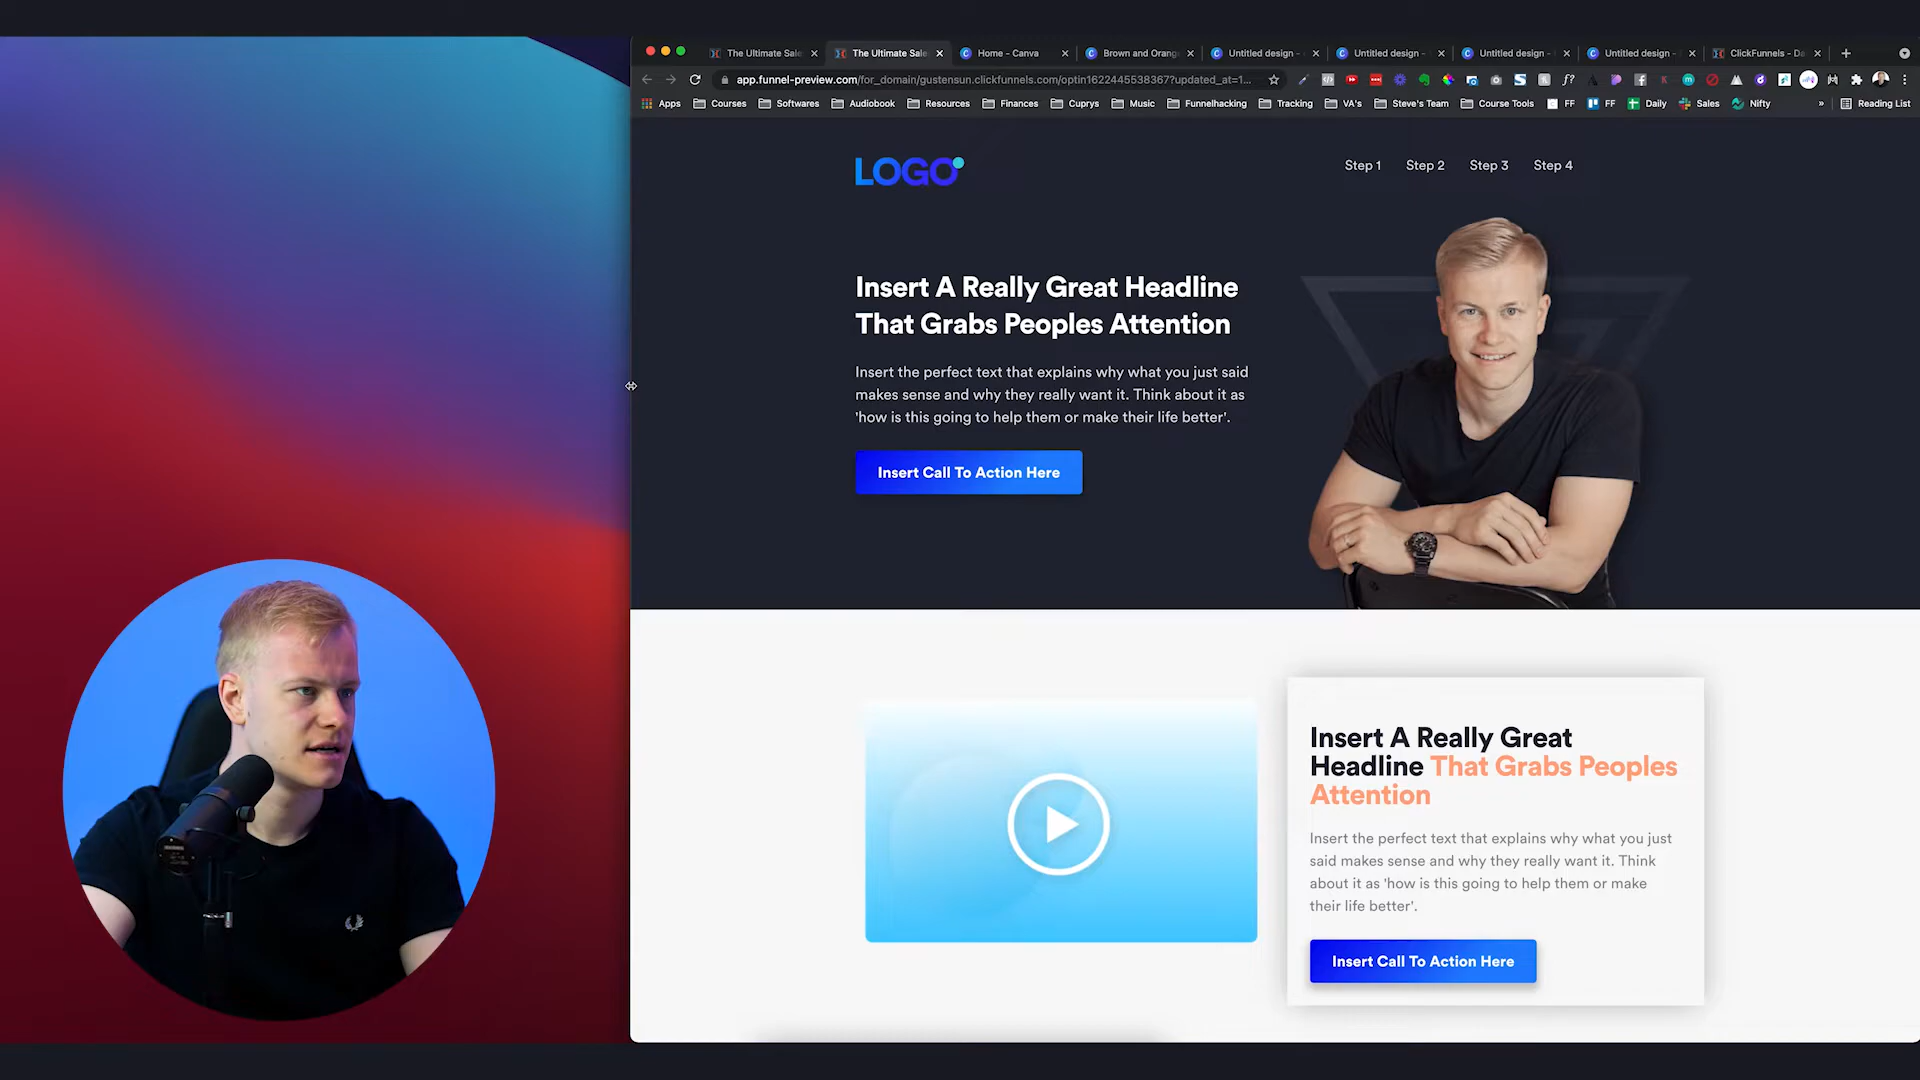 The Ultimate Sale
The Ultimate Sale
Home - Canva
Brown and Orang
Untitled design -
Untitled design -
Untitled design -
Untitled design -
ClickFunnels - Da
app.funnel-preview.com/for_domain/gustensun.clickfunnels.com/optin1622445538367?updated_at=1...
Apps
Courses
Softwares
Audiobook
Resources
Finances
Cuprys
Music
Funnelhacking
Tracking
VA's
Steve's Team
Course Tools
FF
FF
Daily
Sales
Nifty
»
Reading List
LOGO
Step 1
Step 2
Step 3
Step 4
Insert A Really Great Headline
That Grabs Peoples Attention
Insert the perfect text that explains why what you just said
makes sense and why they really want it. Think about it as
'how is this going to help them or make their life better'.
Insert Call To Action Here
Insert A Really Great
Headline That Grabs Peoples
Attention
Insert the perfect text that explains why what you just
said makes sense and why they really want it. Think
about it as 'how is this going to help them or make
their life better'.
Insert Call To Action Here